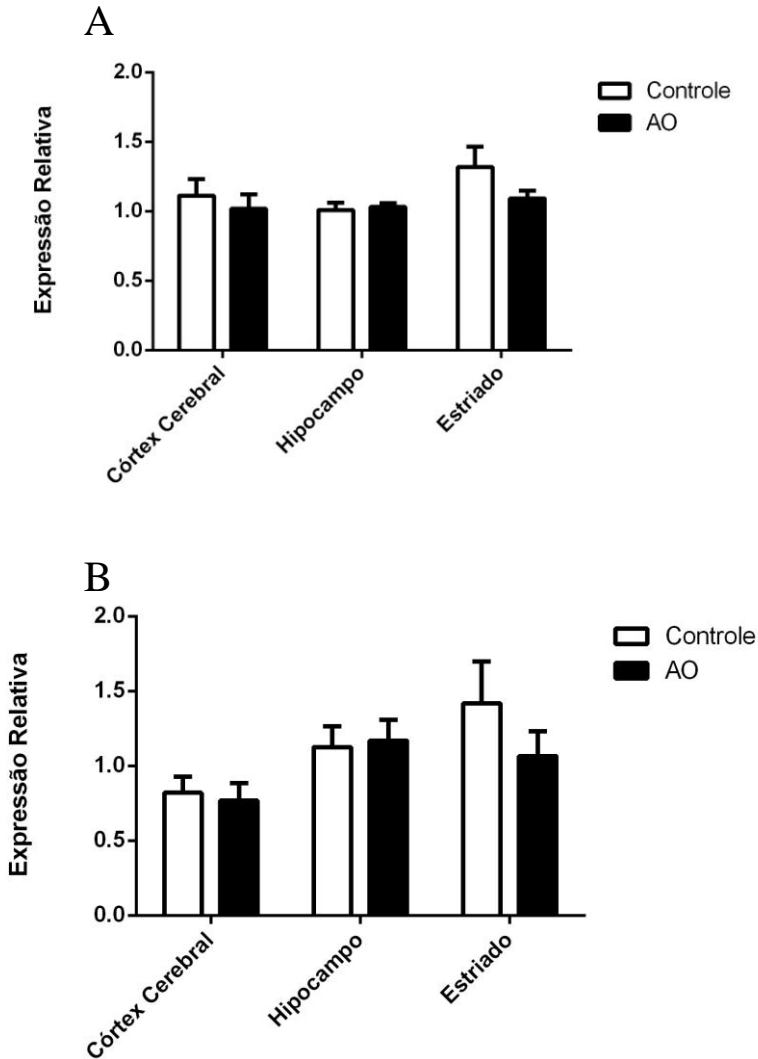 A
Expressão Relativa
2.0
1.5
1.0
0.5
0.0
Córtex Cerebral
Hipocampo
Estriado
Controle
AO
B
Expressão Relativa
2.0
1.5
1.0
0.5
0.0
Córtex Cerebral
Hipocampo
Estriado
Controle
AO